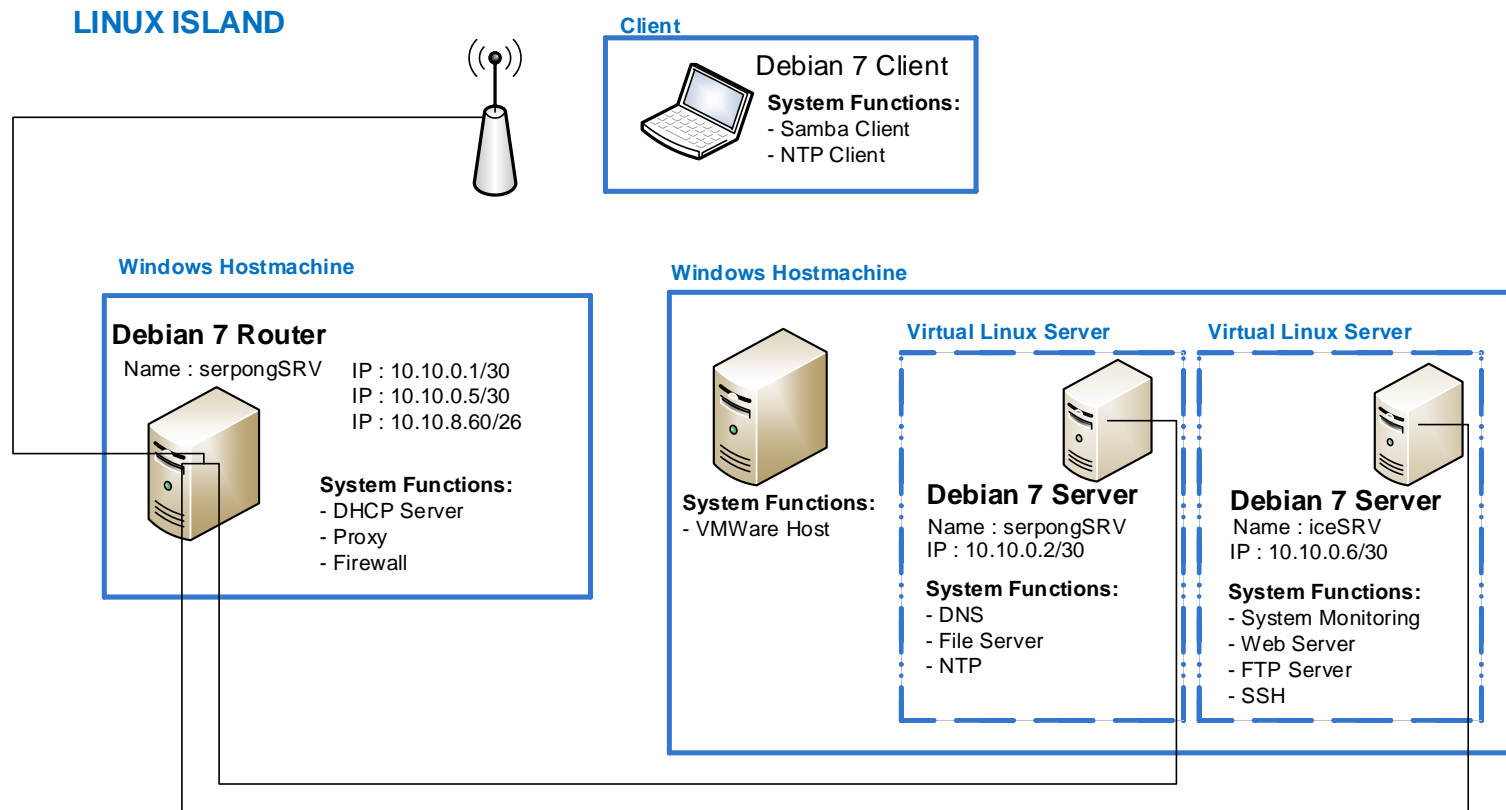 LINUX ISLAND
Client
Debian 7 Client
System Functions:
- Samba Client
- NTP Client
Windows Hostmachine
Debian 7 Router
Name : serpongSRV
IP : 10.10.0.1/30
IP : 10.10.0.5/30
IP : 10.10.8.60/26
System Functions:
- DHCP Server
- Proxy
- Firewall
Windows Hostmachine
System Functions:
- VMWare Host
Virtual Linux Server
Debian 7 Server
Name : serpongSRV
IP : 10.10.0.2/30
System Functions:
- DNS
- File Server
- NTP
Virtual Linux Server
Debian 7 Server
Name : iceSRV
IP : 10.10.0.6/30
System Functions:
- System Monitoring
- Web Server
- FTP Server
- SSH